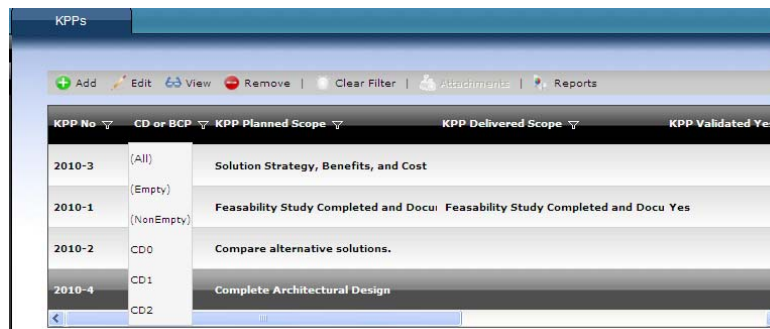 KPPs
Add Edit View Remove | Clear Filter | Attachments | Reports
KPP No CD or BCP KPP Planned Scope KPP Delivered Scope KPP Validated Yes
(All)
2010-3 Solution Strategy, Benefits, and Cost
(Empty)
2010-1 Feasability Study Completed and Docu Feasability Study Completed and Docu Yes
(NonEmpty)
2010-2 CD0 Compare alternative solutions.
CD1
2010-4 Complete Architectural Design
CD2